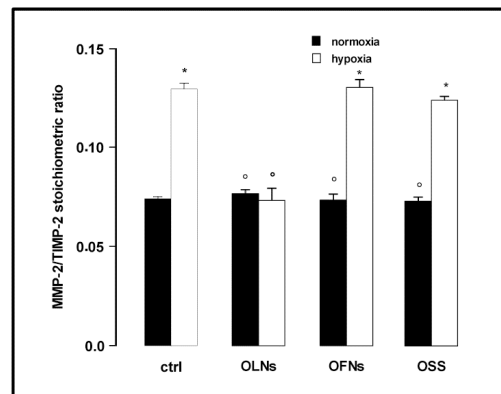 MMP-2/TIMP-2 stoichiometric ratio
0.15
0.10
0.05
0.0
normoxia
hypoxia
*
*
*
° ° ° °
ctrl OLNs OFNs OSS